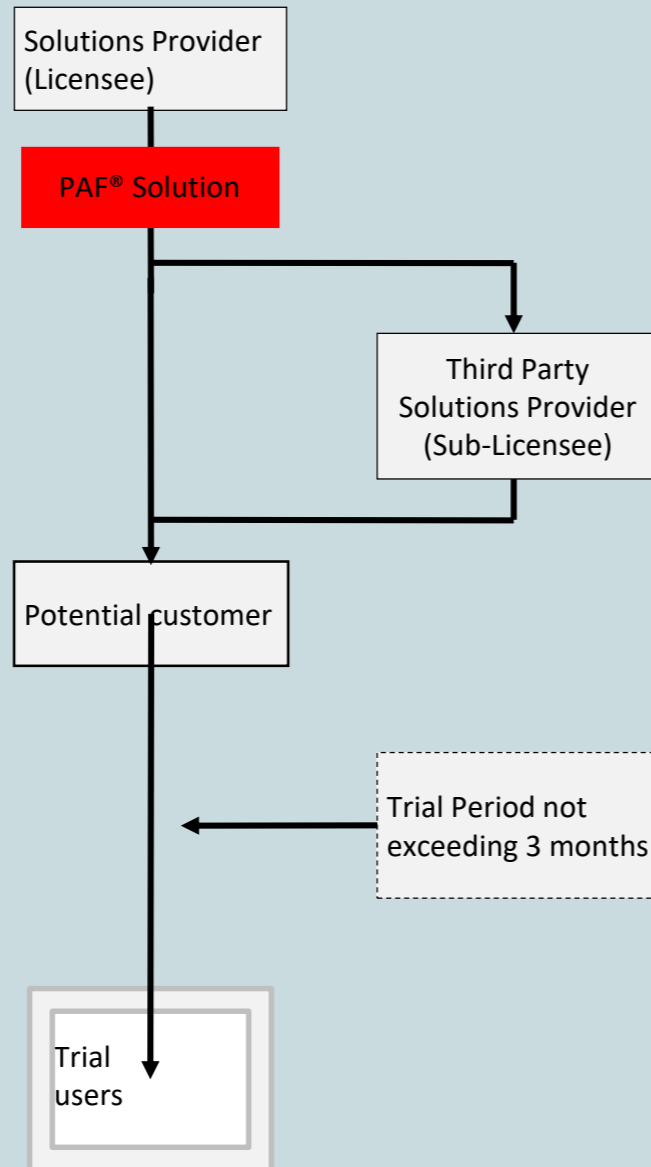 Solutions Provider
(Licensee)
PAF® Solution
Third Party
Solutions Provider
(Sub-Licensee)
Potential customer
Trial Period not
exceeding 3 months
Trial
users